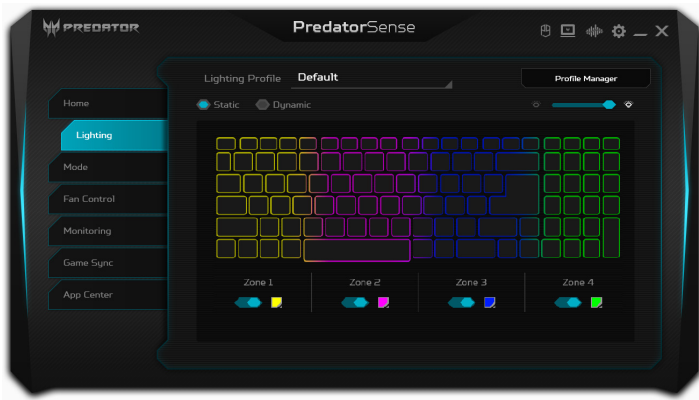 PREDATOR
PredatorSense
Lighting Profile Default
Profile Manager
Static Dynamic
Home
Lighting
Mode
Fan Control
Monitoring
Game Sync
App Center
Zone 1 Zone 2 Zone 3 Zone 4